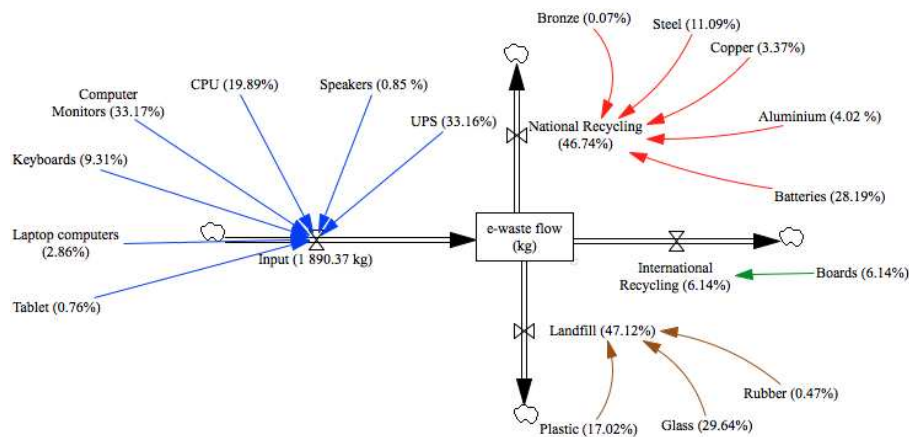 Bronze (0.07%)
Steel (11.09%)
Copper (3.37%)
CPU (19.89%)
Speakers (0.85 %)
Computer
Monitors (33.17%)
UPS (33.16%)
National Recycling
(46.74%)
Aluminium (4.02 %)
Keyboards (9.31%)
Batteries (28.19%)
Laptop computers
(2.86%)
Input (1 890.37 kg)
e-waste flow
(kg)
International
Recycling (6.14%)
Boards (6.14%)
Tablet (0.76%)
Landfill (47.12%)
Rubber (0.47%)
Plastic (17.02%)
Glass (29.64%)